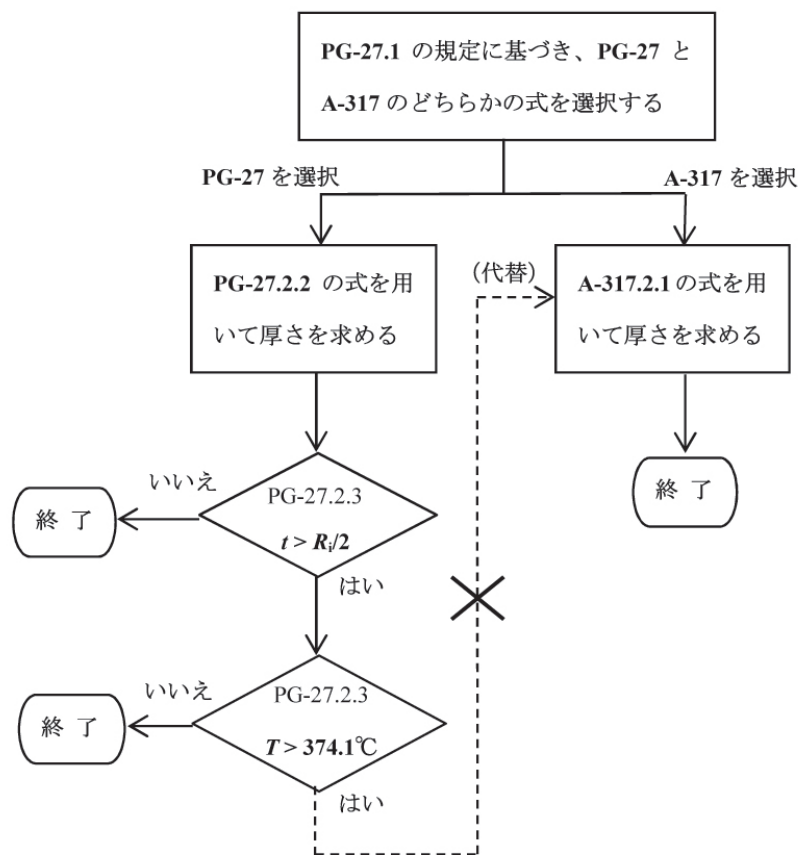 PG-27.1 の規定に基づき、PG-27 と
A-317 のどちらかの式を選択する
PG-27 を選択
A-317 を選択
PG-27.2.2 の式を用
いて厚さを求める
(代替)
A-317.2.1 の式を用
いて厚さを求める
いいえ
終 了
PG-27.2.3
t > Ri/2
はい
終 了
いいえ
終 了
PG-27.2.3
T > 374.1℃
はい